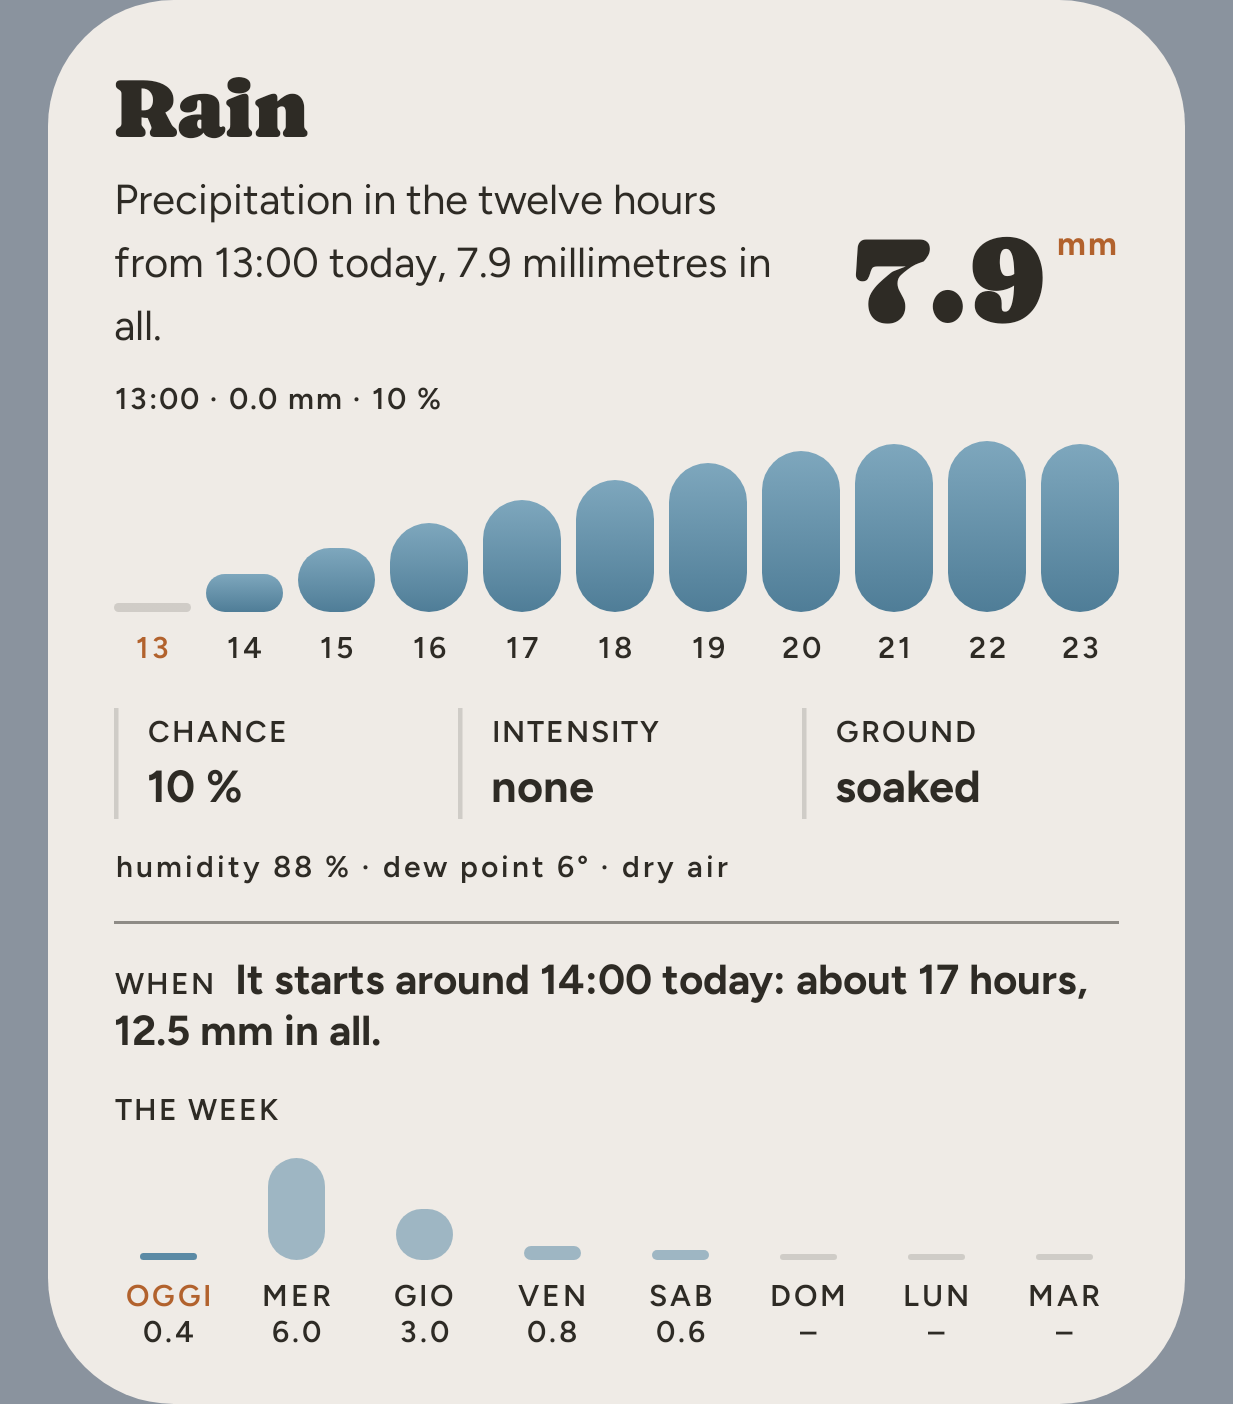 Rain
Precipitation in the twelve hours
from 13:00 today, 7.9 millimetres in
all.
7.9 mm
13:00 · 0.0 mm · 10 %
13 14 15 16 17 18 19 20 21 22 23
CHANCE INTENSITY GROUND
10 % none soaked
humidity 88 % · dew point 6° · dry air
WHEN It starts around 14:00 today: about 17 hours,
12.5 mm in all.
THE WEEK
OGGI MER GIO VEN SAB DOM LUN MAR
0.4 6.0 3.0 0.8 0.6 – – –